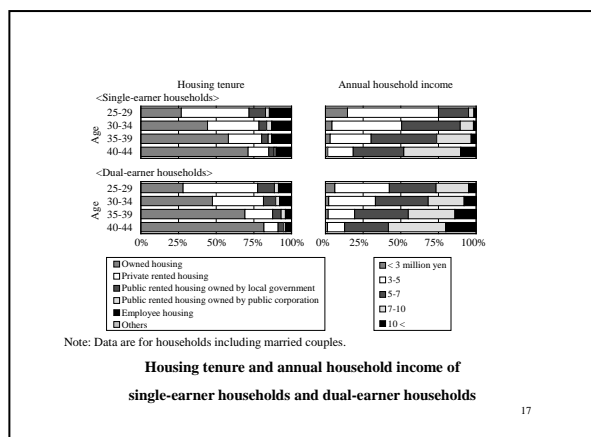 Housing tenure
Annual household income
<Single-earner households>
Age
25-29
30-34
35-39
40-44
<Dual-earner households>
Age
25-29
30-34
35-39
40-44
0% 25% 50% 75% 100%
0% 25% 50% 75% 100%
Owned housing
Private rented housing
Public rented housing owned by local government
Public rented housing owned by public corporation
Employee housing
Others
< 3 million yen
3-5
5-7
7-10
10 <
Note: Data are for households including married couples.
Housing tenure and annual household income of
single-earner households and dual-earner households
17